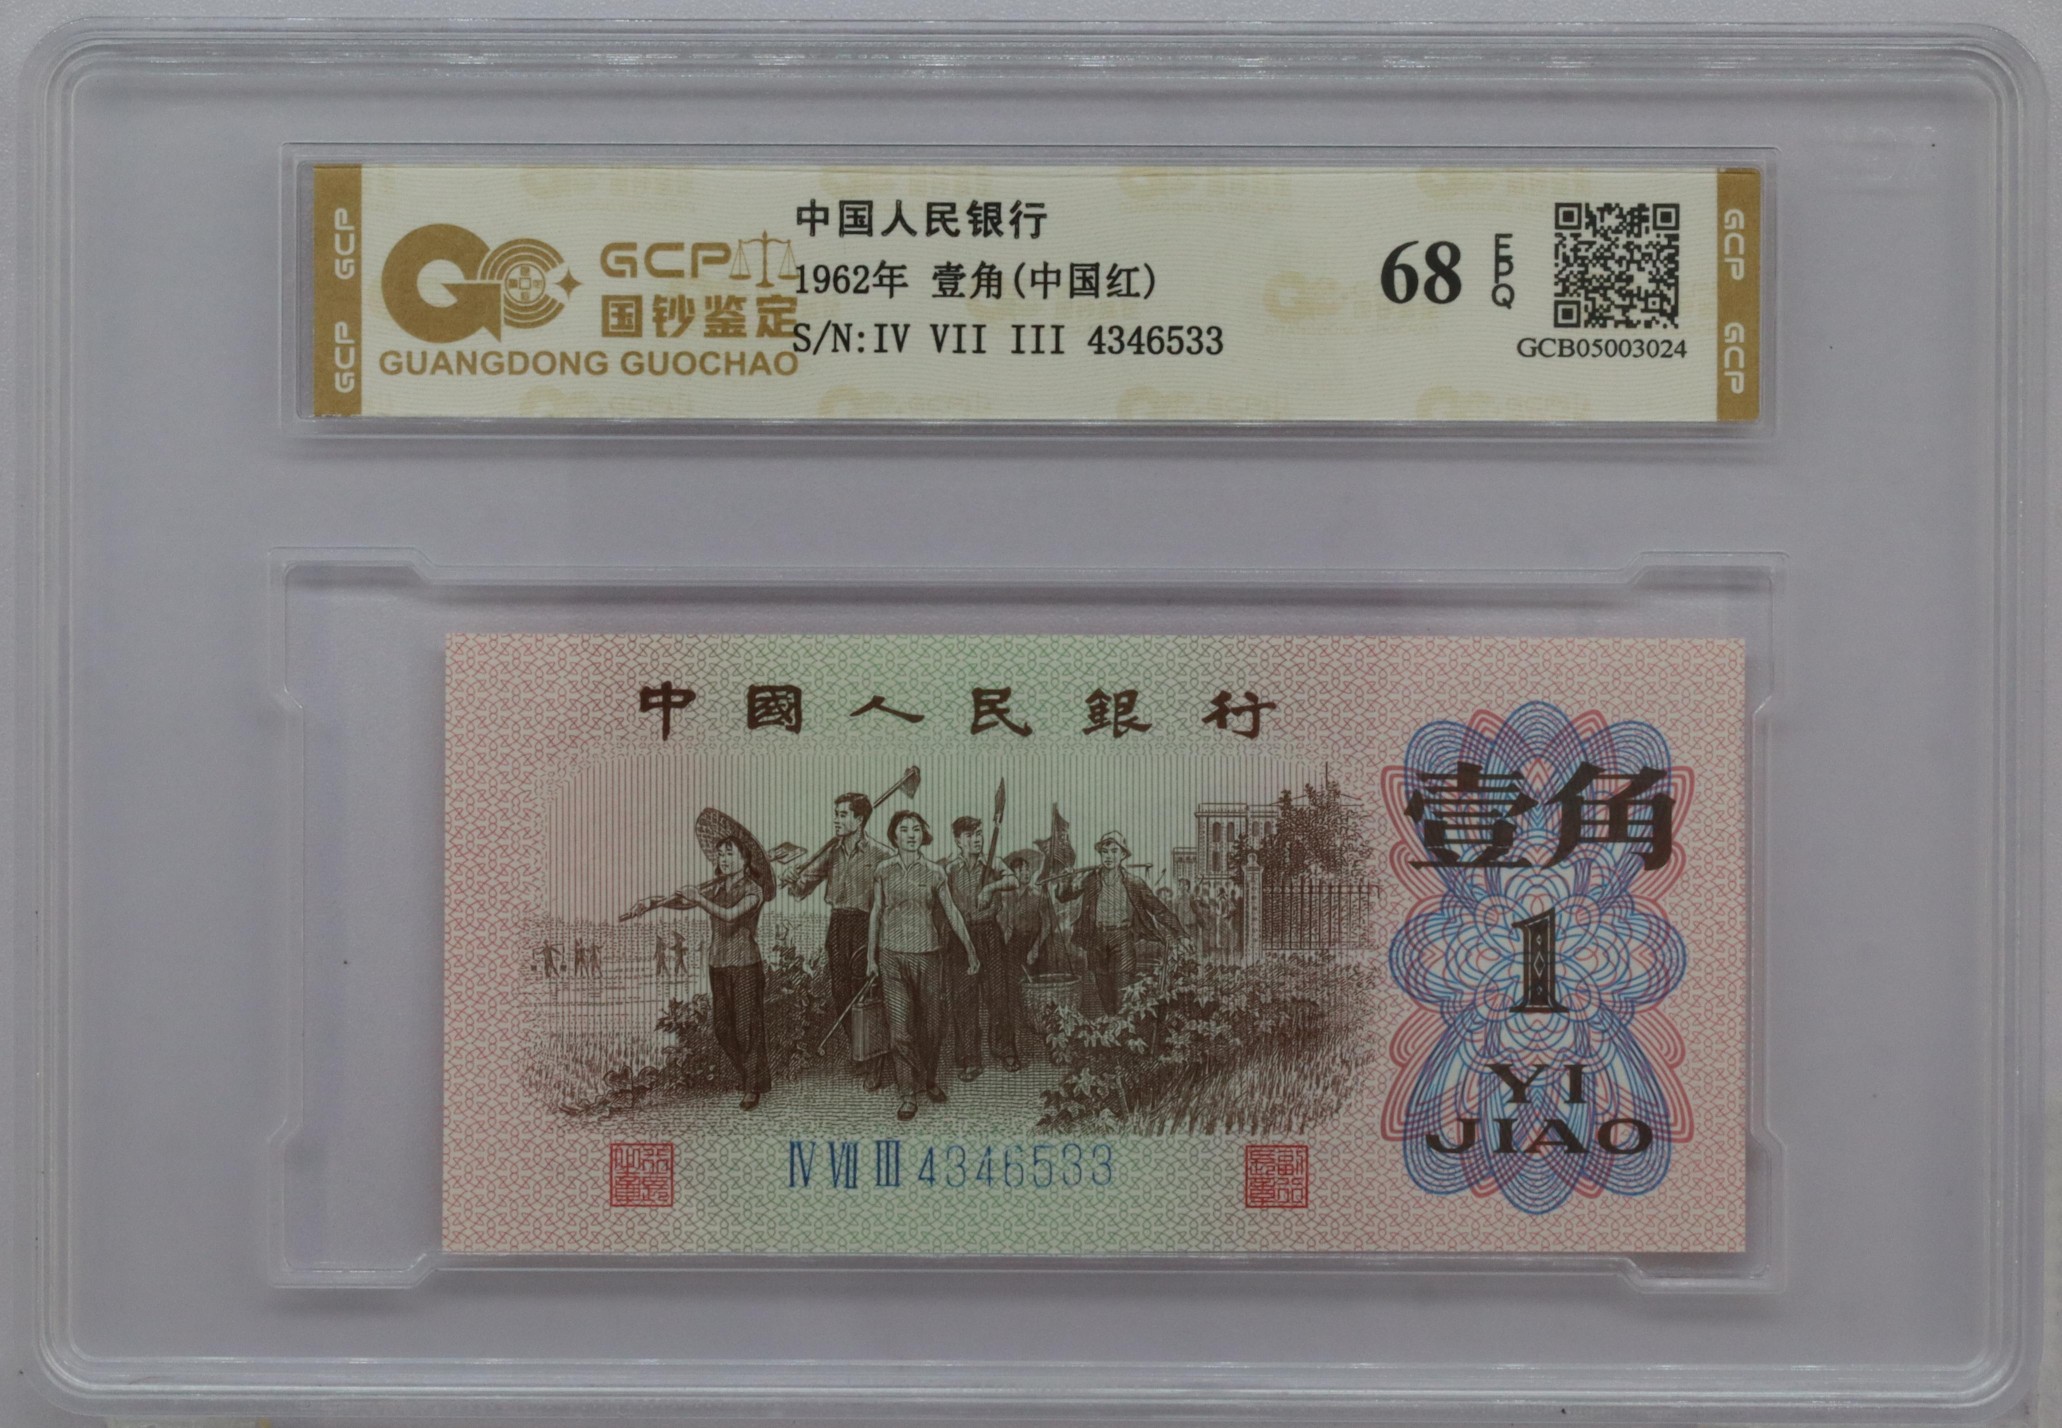 GCP
GCP
GCP
国钞鉴定
GUANGDONG GUOCHAO
中国人民银行
1962年 壹角(中国红)
S/N:IV VII III 4346533
68
EPQ
GCB05003024
GCP
GCP
中國人民銀行
壹角
1
YI
JIAO
IV VII III 4346533